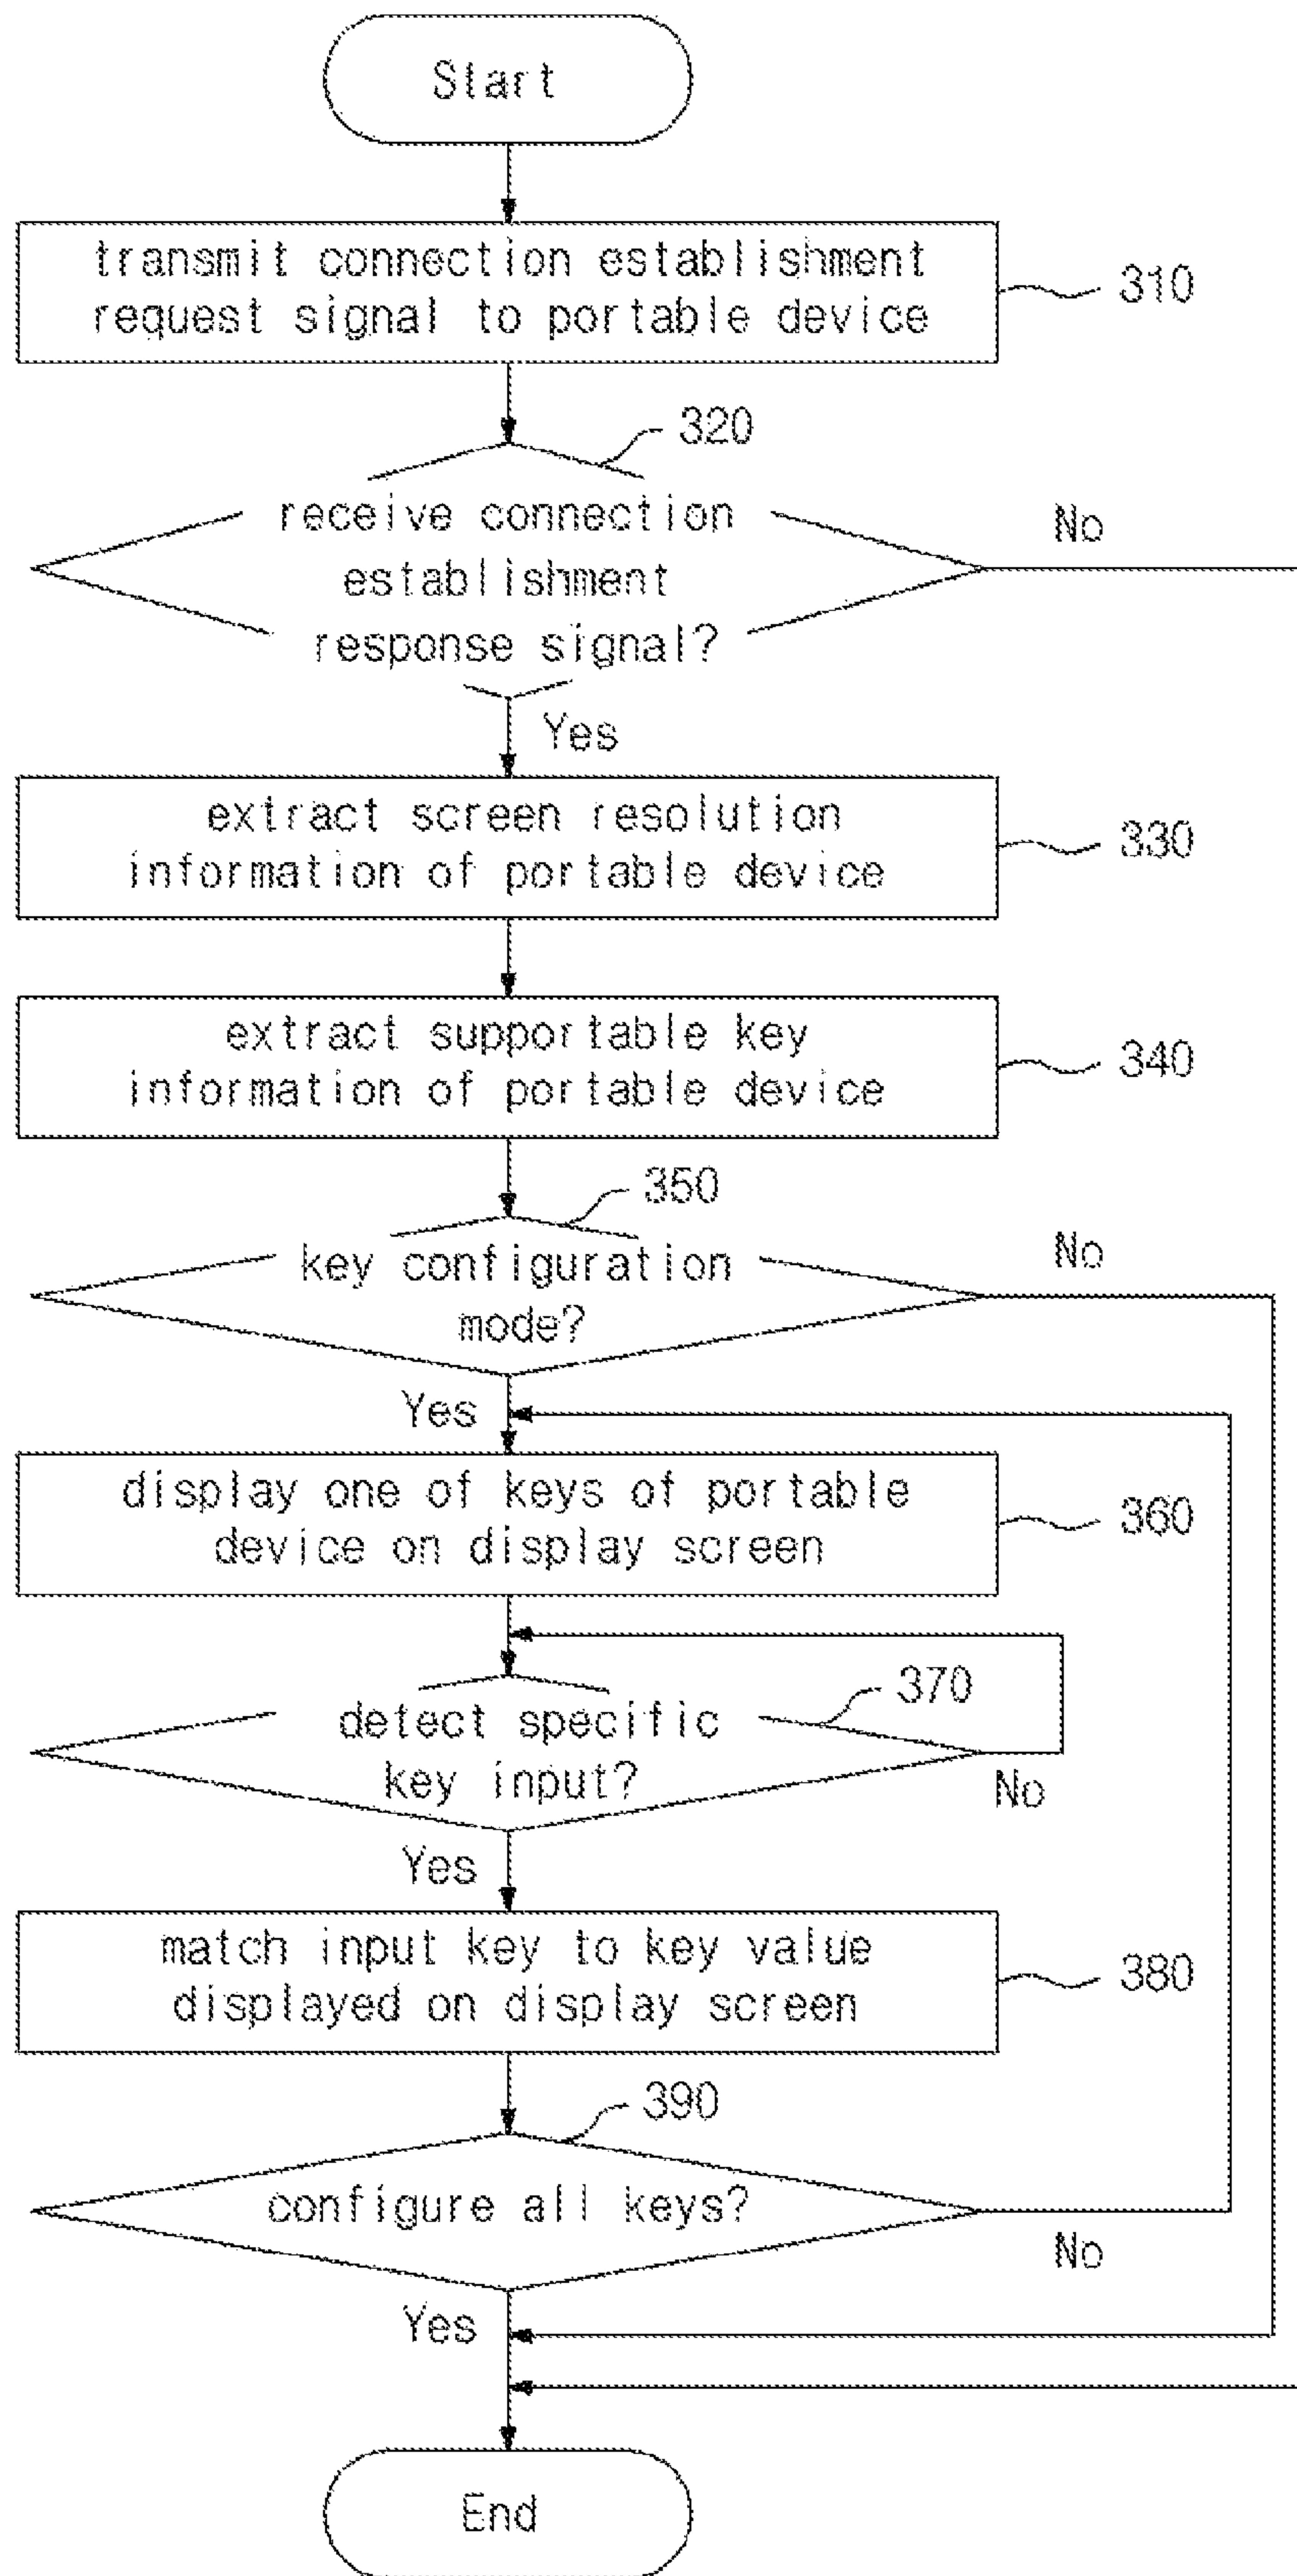 Start
transmit connection establishment
request signal to portable device
310
320
receive connection
establishment
response signal?
No
Yes
extract screen resolution
information of portable device
330
extract supportable key
information of portable device
340
350
key configuration
mode?
No
Yes
display one of keys of portable
device on display screen
360
370
detect specific
key input?
No
Yes
match input key to key value
displayed on display screen
380
390
configure all keys?
No
Yes
End